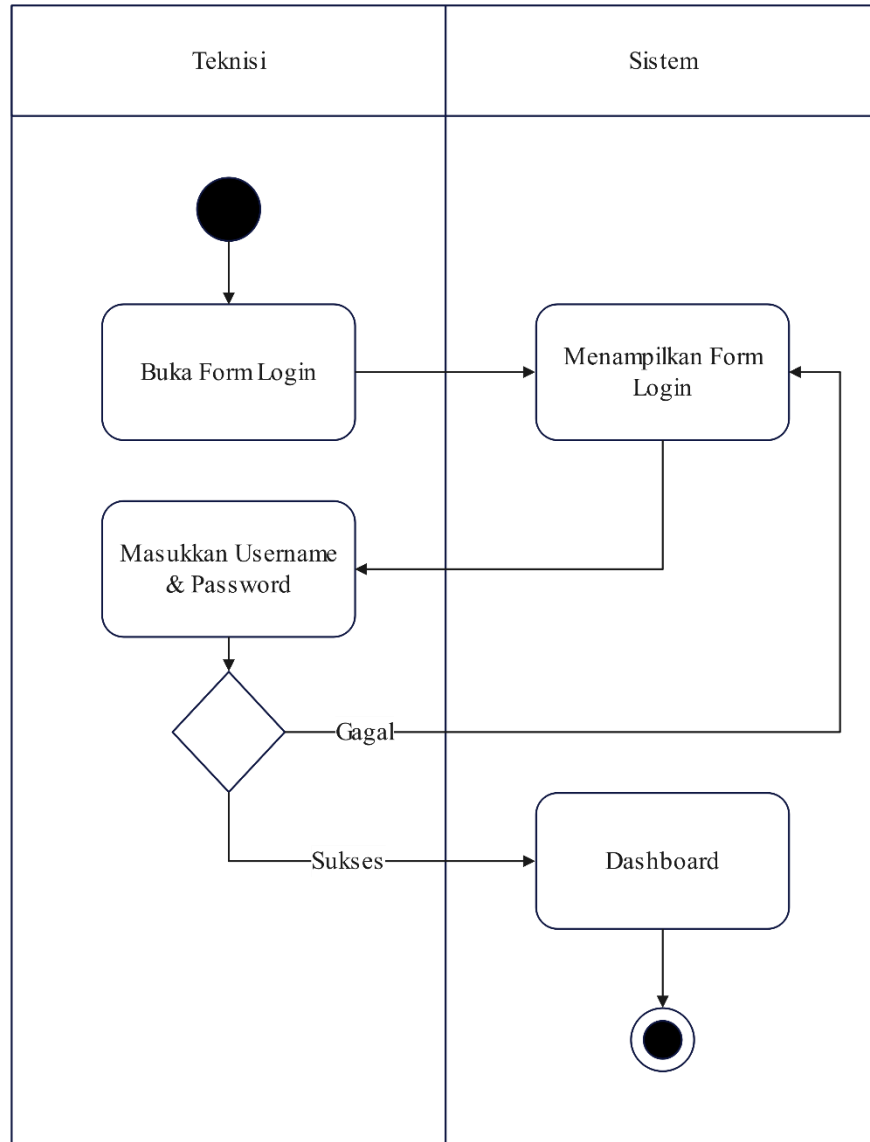 Teknisi
Sistem
Buka Form Login
Menampilkan Form
Login
Masukkan Username
& Password
Gagal
Sukses
Dashboard